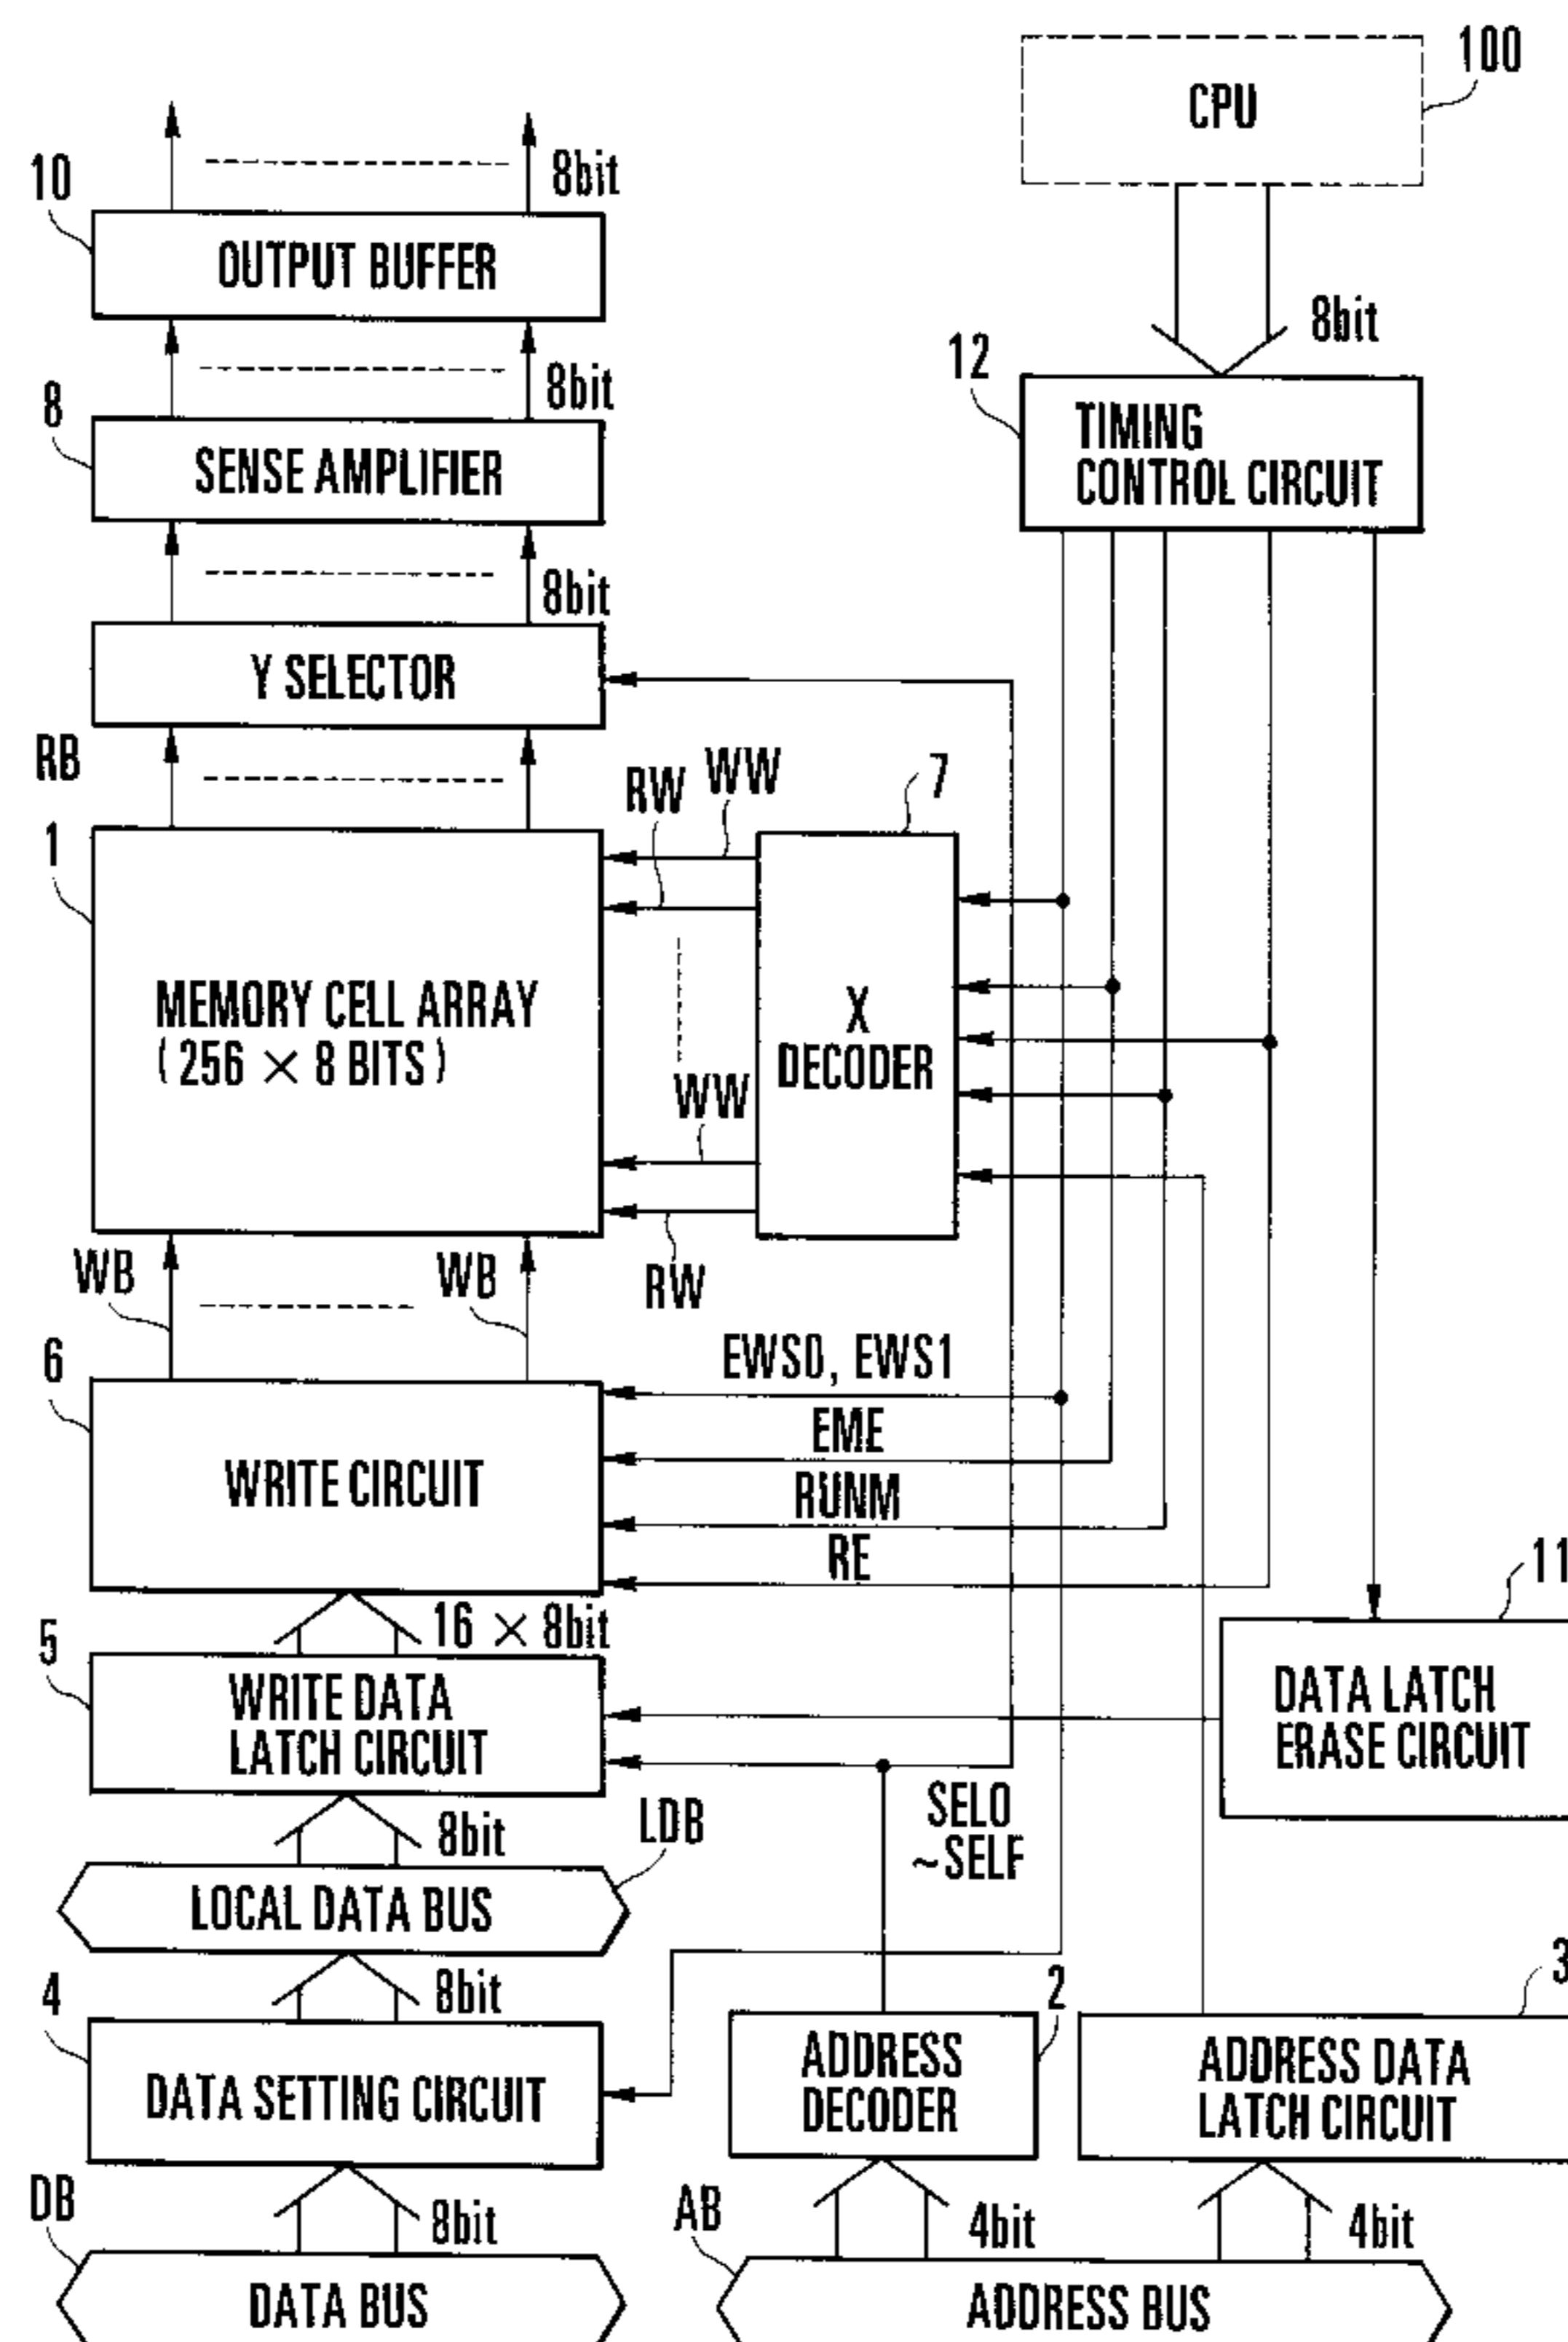 100
CPU
8bit
10
OUTPUT BUFFER
8bit
8bit
12
TIMING
CONTROL CIRCUIT
8
SENSE AMPLIFIER
8bit
Y SELECTOR
RB
RW
WW
7
1
MEMORY CELL ARRAY
(256 × 8 BITS)
X
DECODER
WW
RW
WB
WB
6
WRITE CIRCUIT
EWS0, EWS1
EME
RUNM
RE
16 × 8bit
11
5
WRITE DATA
LATCH CIRCUIT
DATA LATCH
ERASE CIRCUIT
SEL0
~SELF
8bit
LDB
LOCAL DATA BUS
8bit
4
DATA SETTING CIRCUIT
2
ADDRESS
DECODER
3
ADDRESS DATA
LATCH CIRCUIT
DB
8bit
AB
4bit
4bit
DATA BUS
ADDRESS BUS